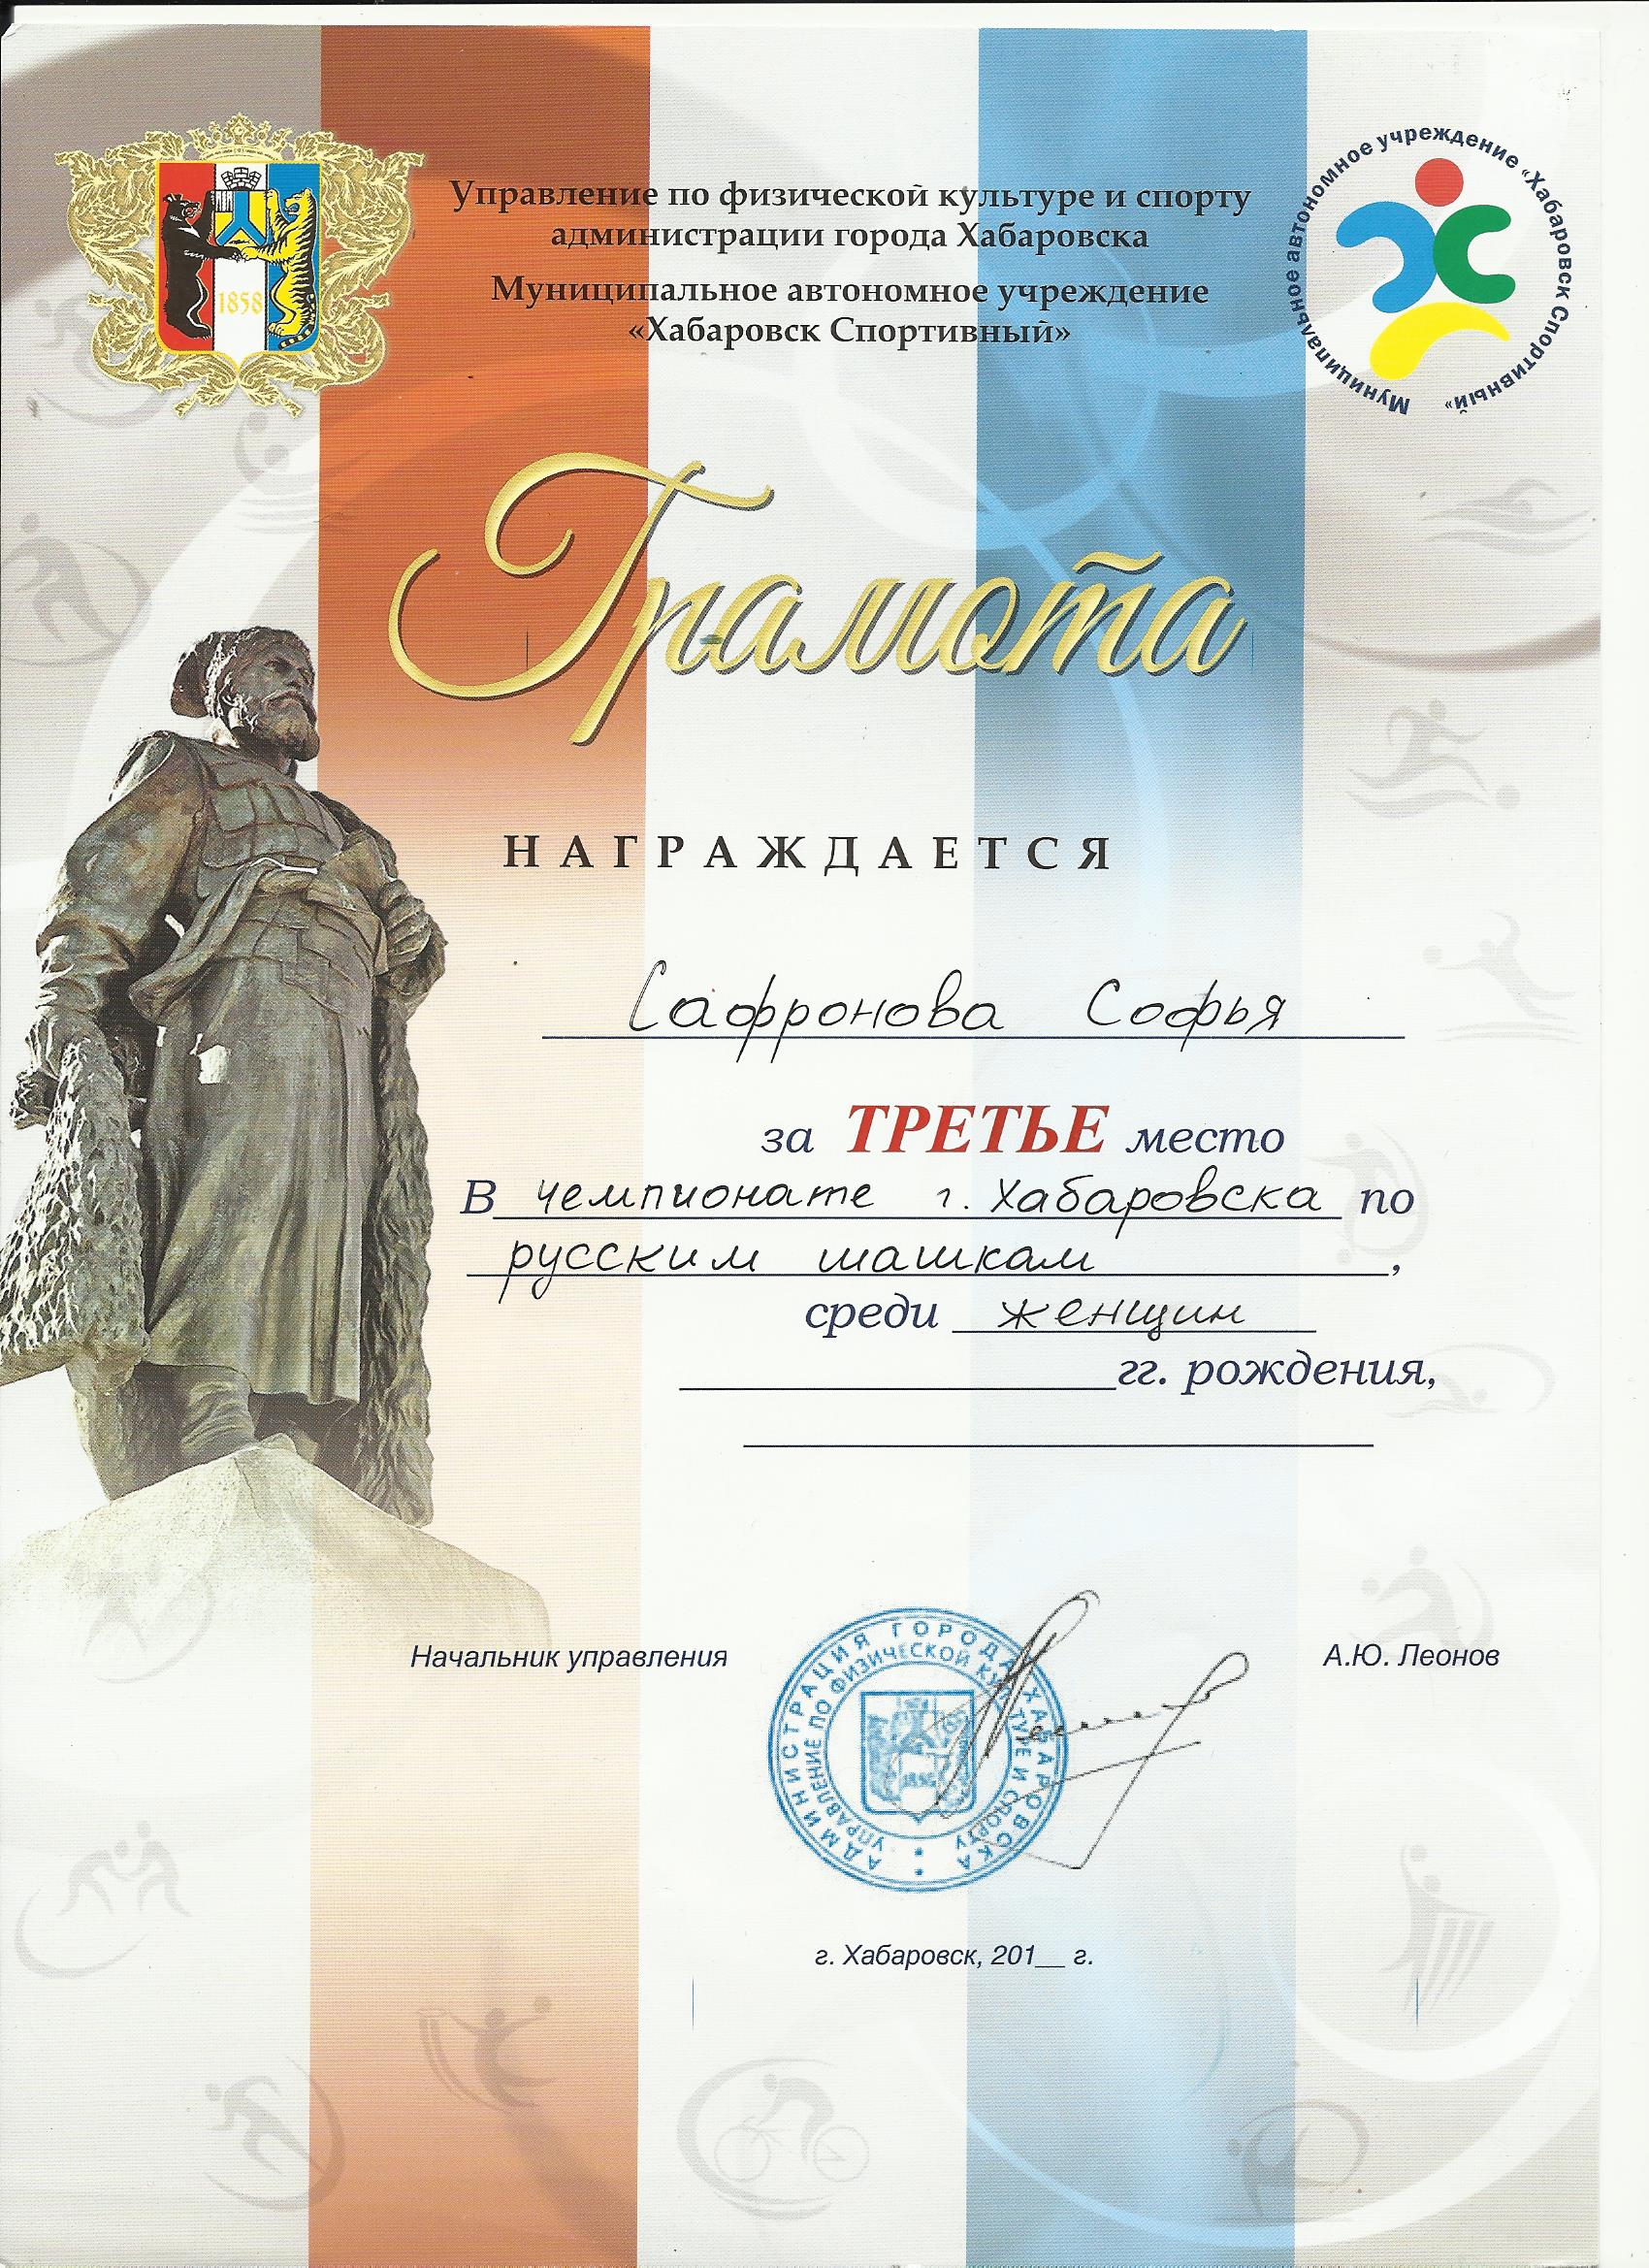 Управление по физической культуре и спорту
администрации города Хабаровска
Муниципальное автономное учреждение
«Хабаровск Спортивный»
Муниципальное автономное учреждение «Хабаровск Спортивный»
1858
Грамота
НАГРАЖДАЕТСЯ
Сафронова Софья
за ТРЕТЬЕ место
В чемпионате г. Хабаровска по
русским шашкам,
среди женщин
гг. рождения,
Начальник управления
А.Ю. Леонов
АДМИНИСТРАЦИЯ ГОРОДА ХАБАРОВСКА
УПРАВЛЕНИЕ ПО ФИЗИЧЕСКОЙ КУЛЬТУРЕ И СПОРТУ
г. Хабаровск, 201__ г.